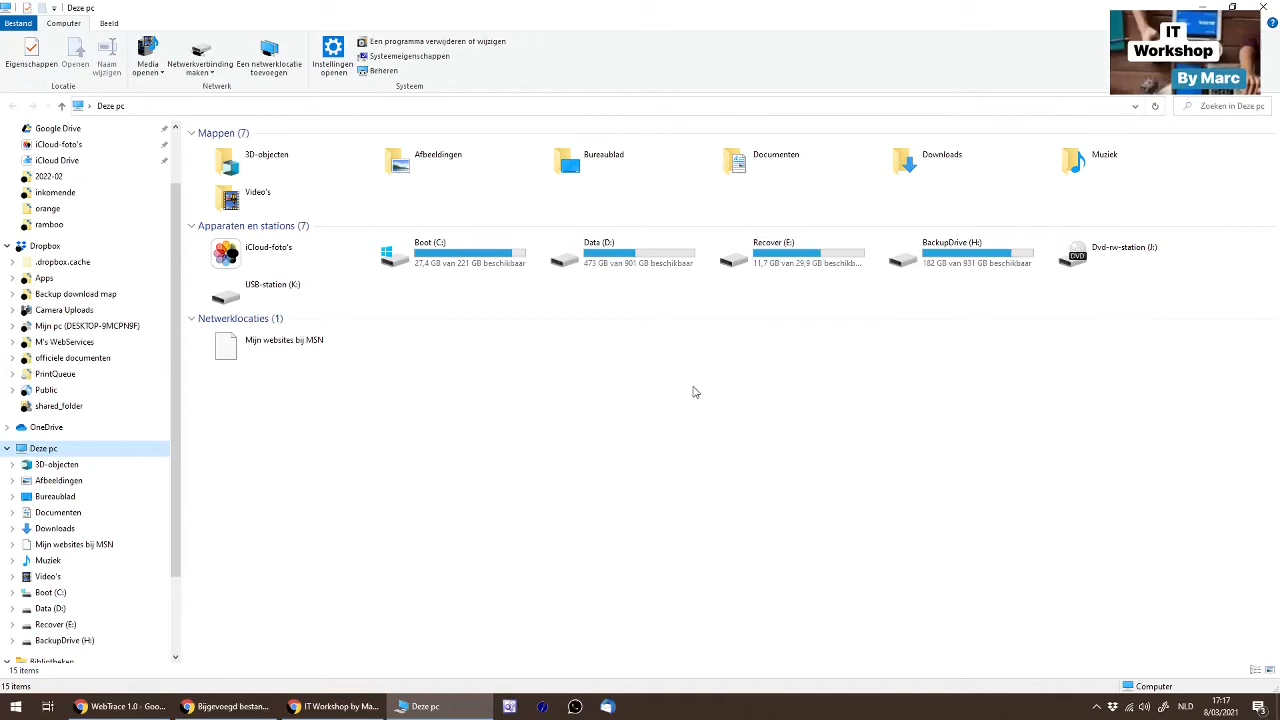 Deze pc
Bestand Computer Beeld
IT
Workshop
By Marc
Eigenschappen
Openen
Naam
wijzigen
Locatie
Media
openen
Netwerkverbinding
maken
Een netwerklocatie
toevoegen
Netwerk
Instellingen
openen
Een programma verwijderen of wijzigen
Systeemeigenschappen
Beheren
Systeem
Deze pc
Zoeken in Deze pc
Google Drive
iCloud-foto's
iCloud Drive
2022-02
inkomende
orange
ramboo
Dropbox
.dropbox.cache
Apps
Backup download map
Camera Uploads
Mijn pc (DESKTOP-9MCPN9F)
M's WebServices
officiele documenten
PrintQueue
Public
shared_folder
OneDrive
Deze pc
3D-objecten
Afbeeldingen
Bureaublad
Documenten
Downloads
Mijn websites bij MSN
Muziek
Video's
Boot (C:)
Data (D:)
Recover (E:)
BackupDrive (H:)
Bibliotheken
Mappen (7)
3D-objecten
Afbeeldingen
Bureaublad
Documenten
Downloads
Muziek
Video's
Apparaten en stations (7)
iCloud-foto's
Boot (C:)
27,4 GB van 221 GB beschikbaar
Data (D:)
473 GB van 901 GB beschikbaar
Recover (E:)
11,7 GB van 29,9 GB beschikb...
BackupDrive (H:)
182 GB van 931 GB beschikbaar
DVD
Dvd-rw-station (J:)
USB-station (K:)
Netwerklocaties (1)
Mijn websites bij MSN
15 items
15 items
Computer
WebTrace 1.0 - Goo...
Bijgevoegd bestan...
IT Workshop by Ma...
Deze pc
NLD
17:17
8/03/2021
3